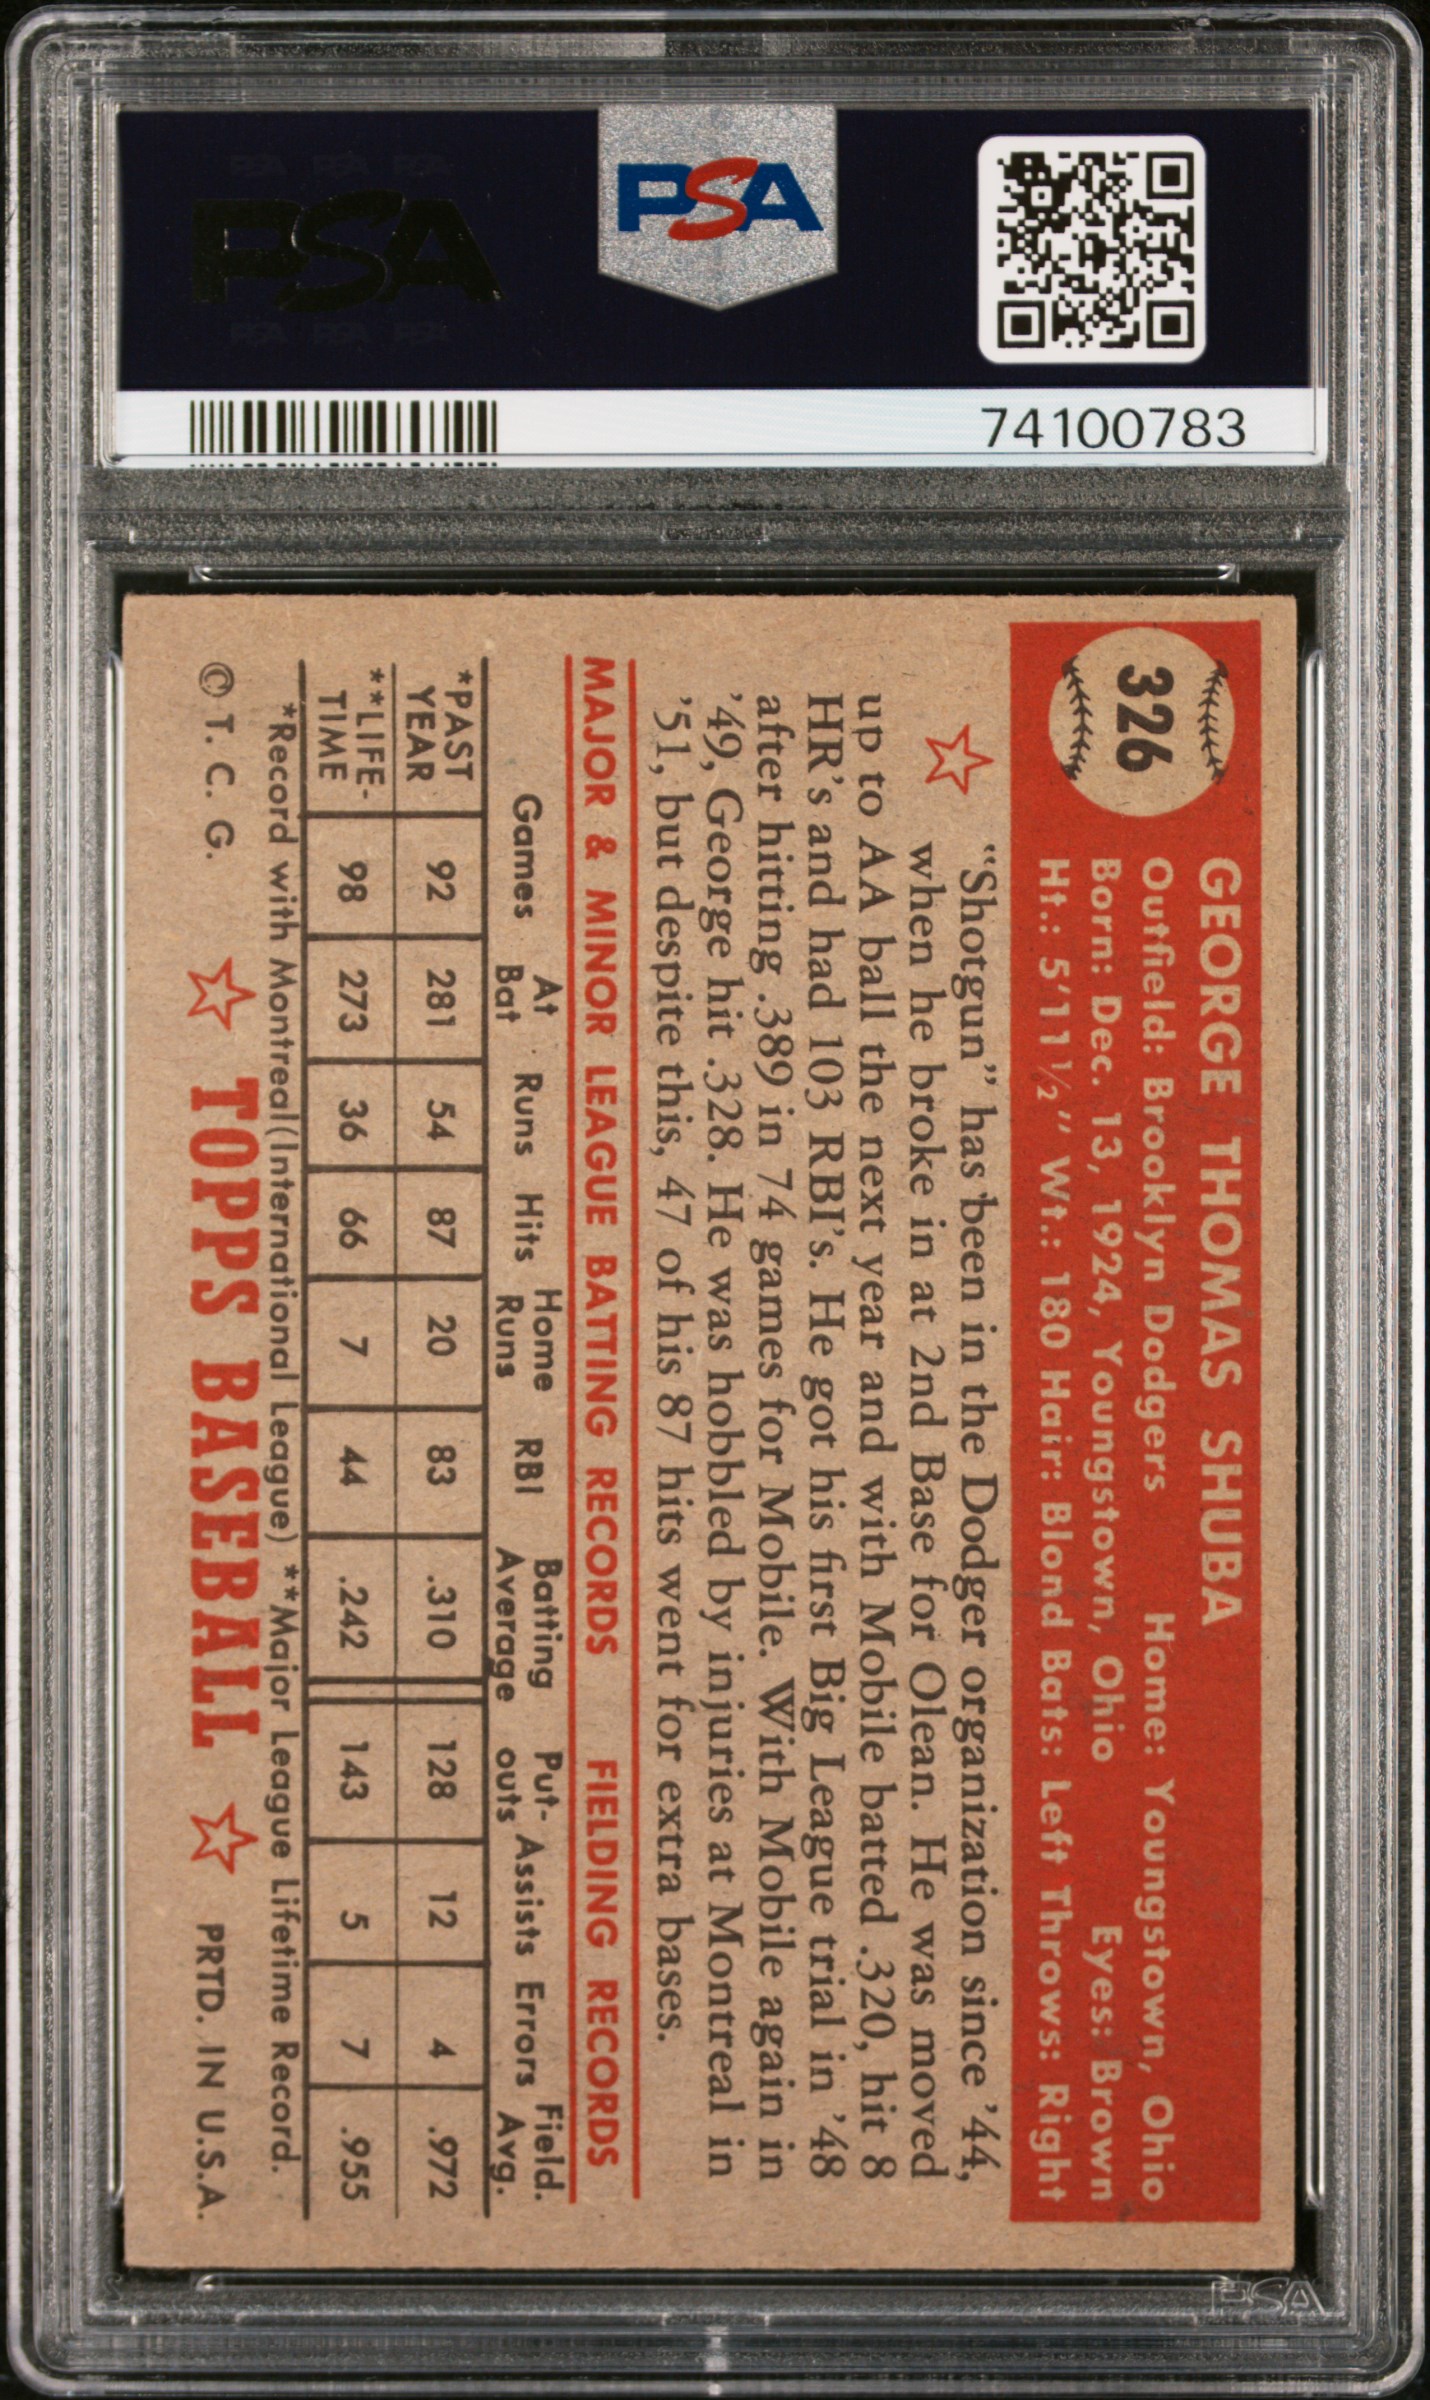 PSA
PSA
74100783
326
GEORGE THOMAS SHUBA
Outfield: Brooklyn Dodgers Home: Youngstown, Ohio
Born: Dec. 13, 1924, Youngstown, Ohio Eyes: Brown
Ht.: 5'11½" Wt.: 180 Hair: Blond Bats: Left Throws: Right
"Shotgun" has been in the Dodger organization since '44,
when he broke in at 2nd Base for Olean. He was moved
up to AA ball the next year and with Mobile batted .320, hit 8
HR's and had 103 RBI's. He got his first Big League trial in '48
after hitting .389 in 74 games for Mobile. With Mobile again in
'49, George hit .328. He was hobbled by injuries at Montreal in
'51, but despite this, 47 of his 87 hits went for extra bases.
MAJOR & MINOR LEAGUE BATTING RECORDS FIELDING RECORDS
Games At Bat Runs Hits Home Runs RBI Batting Average Put-outs Assists Errors Field. Avg.
*PAST YEAR 92 281 54 87 20 83 .310 128 12 4 .972
**LIFE-TIME 98 273 36 66 7 44 .242 143 5 7 .955
*Record with Montreal(International League) **Major League Lifetime Record.
© T. C. G. TOPPS BASEBALL PRTD. IN U.S.A.
PSA